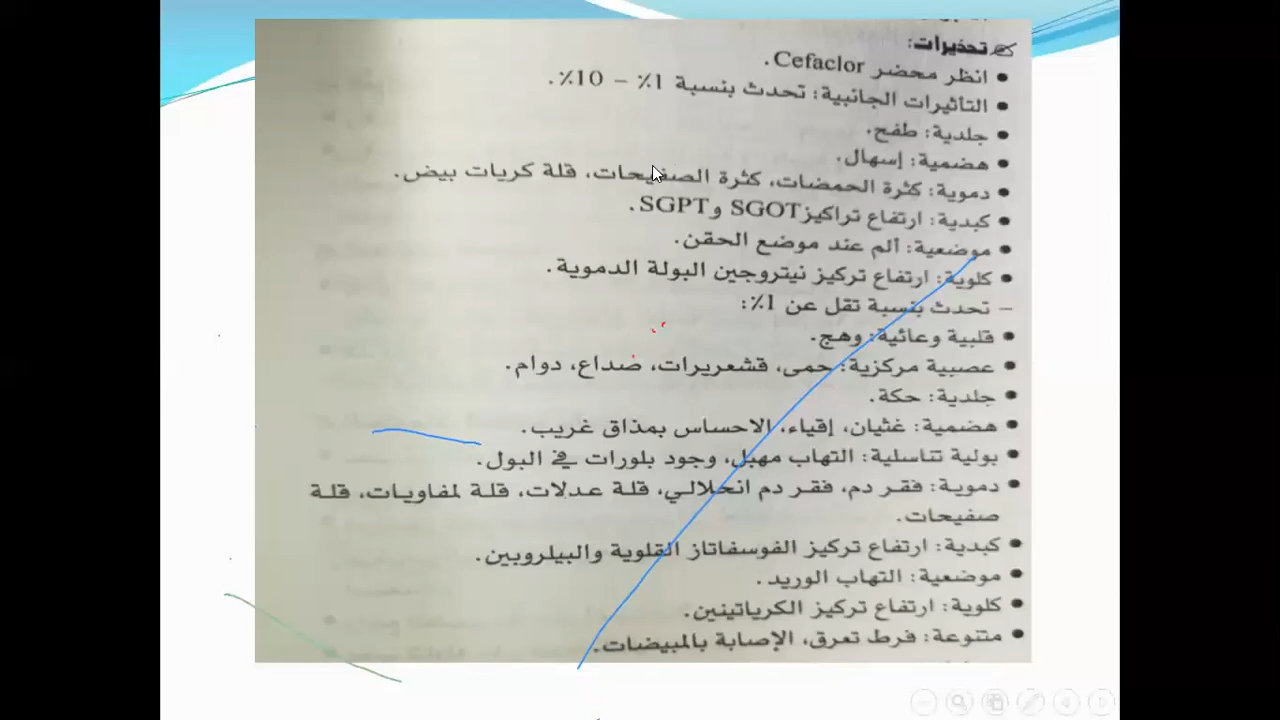 تحذيرات:
• انظر محضر Cefaclor.
• التأثيرات الجانبية: تحدث بنسبة 1٪ – 10٪.
• جلدية: طفح.
• هضمية: إسهال.
• دموية: كثرة الحمضات، كثرة الصفيحات، قلة كريات بيض.
• كبدية: ارتفاع تراكيز SGOT و SGPT.
• موضعية: ألم عند موضع الحقن.
• كلوية: ارتفاع تركيز نيتروجين البولة الدموية.
– تحدث بنسبة تقل عن 1٪:
• قلبية وعائية: وهج.
• عصبية مركزية: حمى، قشعريرات، صداع، دوام.
• جلدية: حكة.
• هضمية: غثيان، إقياء، الاحساس بمذاق غريب.
• بولية تناسلية: التهاب مهبل، وجود بلورات في البول.
• دموية: فقر دم، فقر دم انحلالي، قلة عدلات، قلة لمفاويات، قلة
صفيحات.
• كبدية: ارتفاع تركيز الفوسفاتاز القلوية والبيلروبين.
• موضعية: التهاب الوريد.
• كلوية: ارتفاع تركيز الكرياتينين.
• متنوعة: فرط تعرق، الإصابة بالمبيضات.